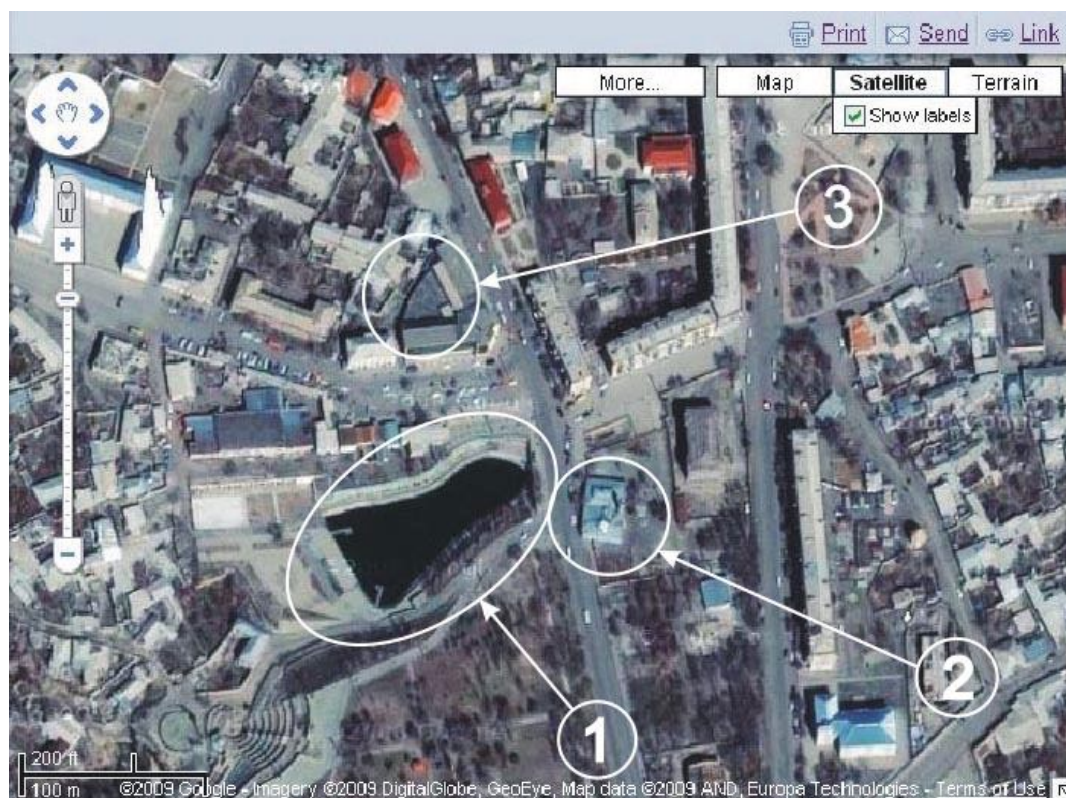 Print Send Link
More... Map Satellite Terrain
Show labels
3
2
1
200 ft
100 m
©2009 Google - Imagery ©2009 DigitalGlobe, GeoEye, Map data ©2009 AND, Europa Technologies - Terms of Use